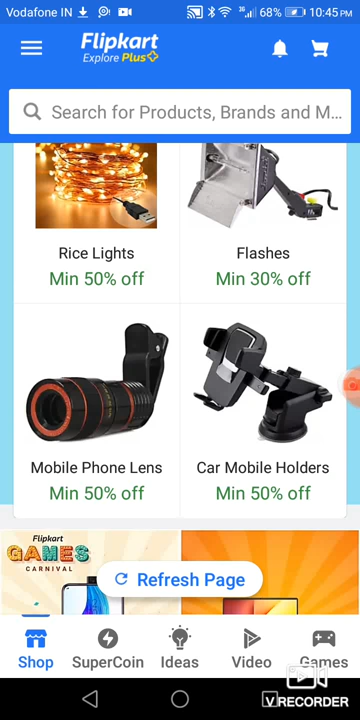 Vodafone IN 3G 68% 10:45 PM
Flipkart
Explore Plus
Search for Products, Brands and M...
Rice Lights
Flashes
Min 50% off
Min 30% off
Mobile Phone Lens
Car Mobile Holders
Min 50% off
Min 50% off
Flipkart
GAMES
CARNIVAL
Refresh Page
Shop
SuperCoin
Ideas
Video
Games
V RECORDER